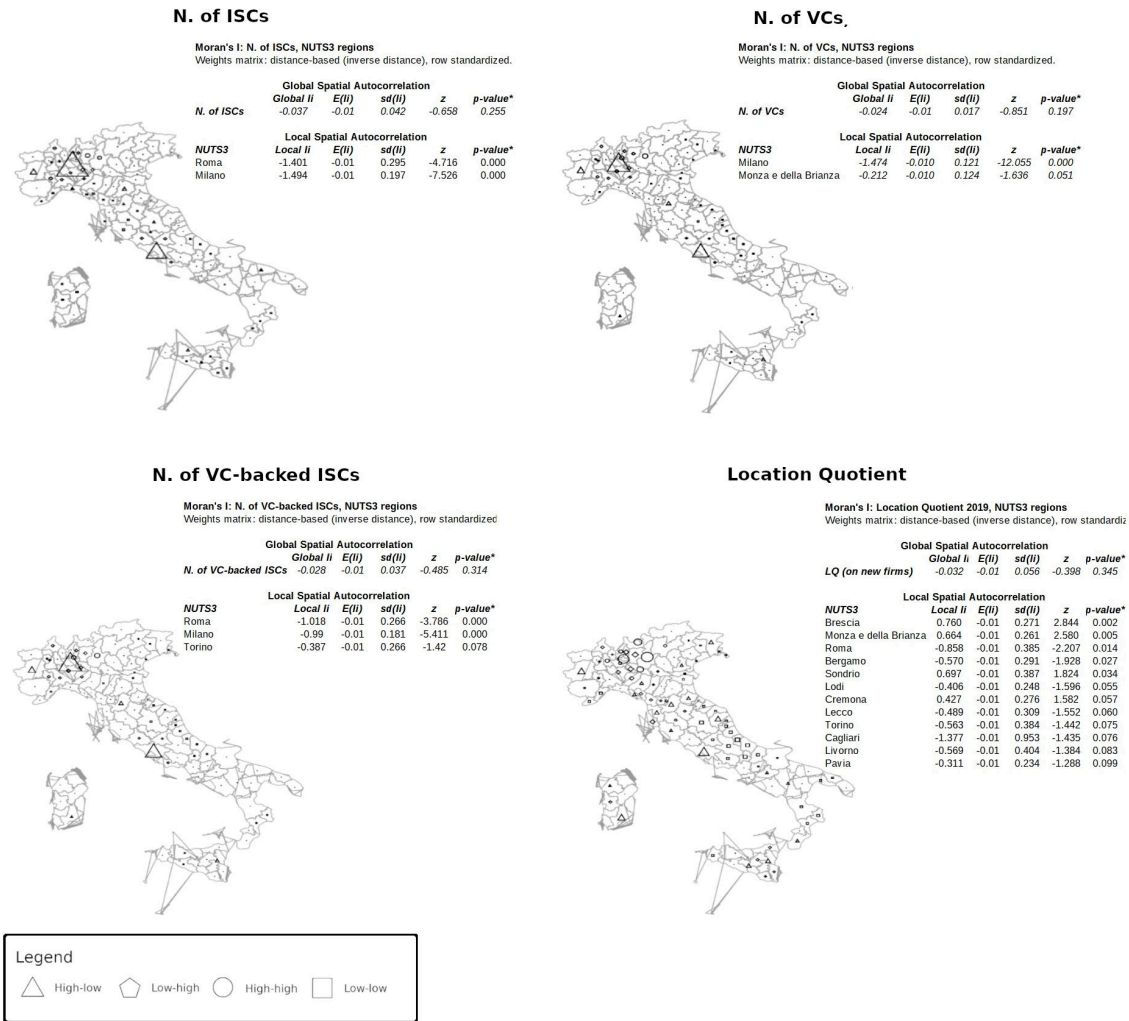 N. of ISCs
Moran's I: N. of ISCs, NUTS3 regions
Weights matrix: distance-based (inverse distance), row standardized.
Global Spatial Autocorrelation
Global Ii E(Ii) sd(Ii) z p-value*
N. of ISCs -0.037 -0.01 0.042 -0.658 0.255
Local Spatial Autocorrelation
NUTS3 Local Ii E(Ii) sd(Ii) z p-value*
Roma -1.401 -0.01 0.295 -4.716 0.000
Milano -1.494 -0.01 0.197 -7.526 0.000
N. of VCs.
Moran's I: N. of VCs, NUTS3 regions
Weights matrix: distance-based (inverse distance), row standardized.
Global Spatial Autocorrelation
Global Ii E(Ii) sd(Ii) z p-value*
N. of VCs -0.024 -0.01 0.017 -0.851 0.197
Local Spatial Autocorrelation
NUTS3 Local Ii E(Ii) sd(Ii) z p-value*
Milano -1.474 -0.010 0.121 -12.055 0.000
Monza e della Brianza -0.212 -0.010 0.124 -1.636 0.051
N. of VC-backed ISCs
Moran's I: N. of VC-backed ISCs, NUTS3 regions
Weights matrix: distance-based (inverse distance), row standardized
Global Spatial Autocorrelation
Global Ii E(Ii) sd(Ii) z p-value*
N. of VC-backed ISCs -0.028 -0.01 0.037 -0.485 0.314
Local Spatial Autocorrelation
NUTS3 Local Ii E(Ii) sd(Ii) z p-value*
Roma -1.018 -0.01 0.266 -3.786 0.000
Milano -0.99 -0.01 0.181 -5.411 0.000
Torino -0.387 -0.01 0.266 -1.42 0.078
Location Quotient
Moran's I: Location Quotient 2019, NUTS3 regions
Weights matrix: distance-based (inverse distance), row standardiz
Global Spatial Autocorrelation
Global Ii E(Ii) sd(Ii) z p-value*
LQ (on new firms) -0.032 -0.01 0.056 -0.398 0.345
Local Spatial Autocorrelation
NUTS3 Local Ii E(Ii) sd(Ii) z p-value*
Brescia 0.760 -0.01 0.271 2.844 0.002
Monza e della Brianza 0.664 -0.01 0.261 2.580 0.005
Roma -0.858 -0.01 0.385 -2.207 0.014
Bergamo -0.570 -0.01 0.291 -1.928 0.027
Sondrio 0.697 -0.01 0.387 1.824 0.034
Lodi -0.406 -0.01 0.248 -1.596 0.055
Cremona 0.427 -0.01 0.276 1.582 0.057
Lecco -0.489 -0.01 0.309 -1.552 0.060
Torino -0.563 -0.01 0.384 -1.442 0.075
Cagliari -1.377 -0.01 0.953 -1.435 0.076
Livorno -0.569 -0.01 0.404 -1.384 0.083
Pavia -0.311 -0.01 0.234 -1.288 0.099
Legend
High-low Low-high High-high Low-low